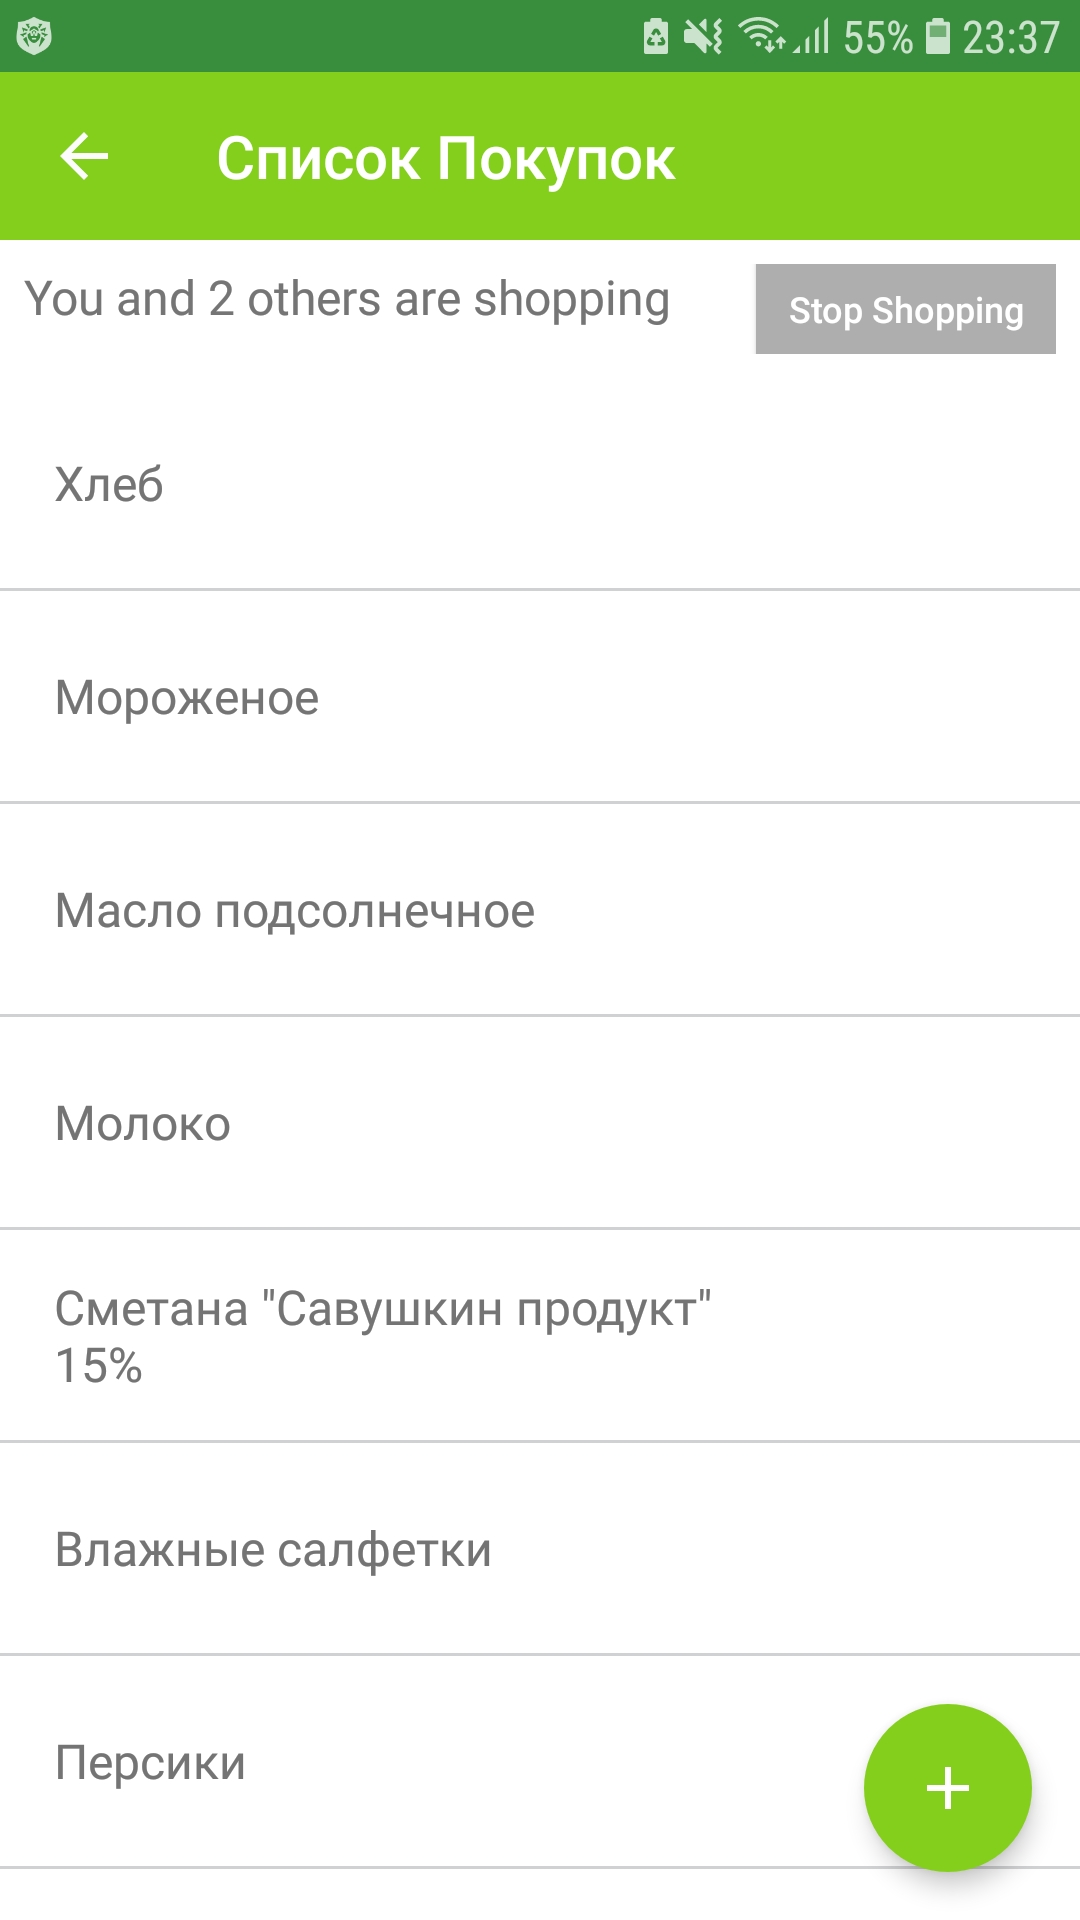 55% 23:37
Список Покупок
You and 2 others are shopping
Stop Shopping
Хлеб
Мороженое
Масло подсолнечное
Молоко
Сметана "Савушкин продукт"
15%
Влажные салфетки
Персики